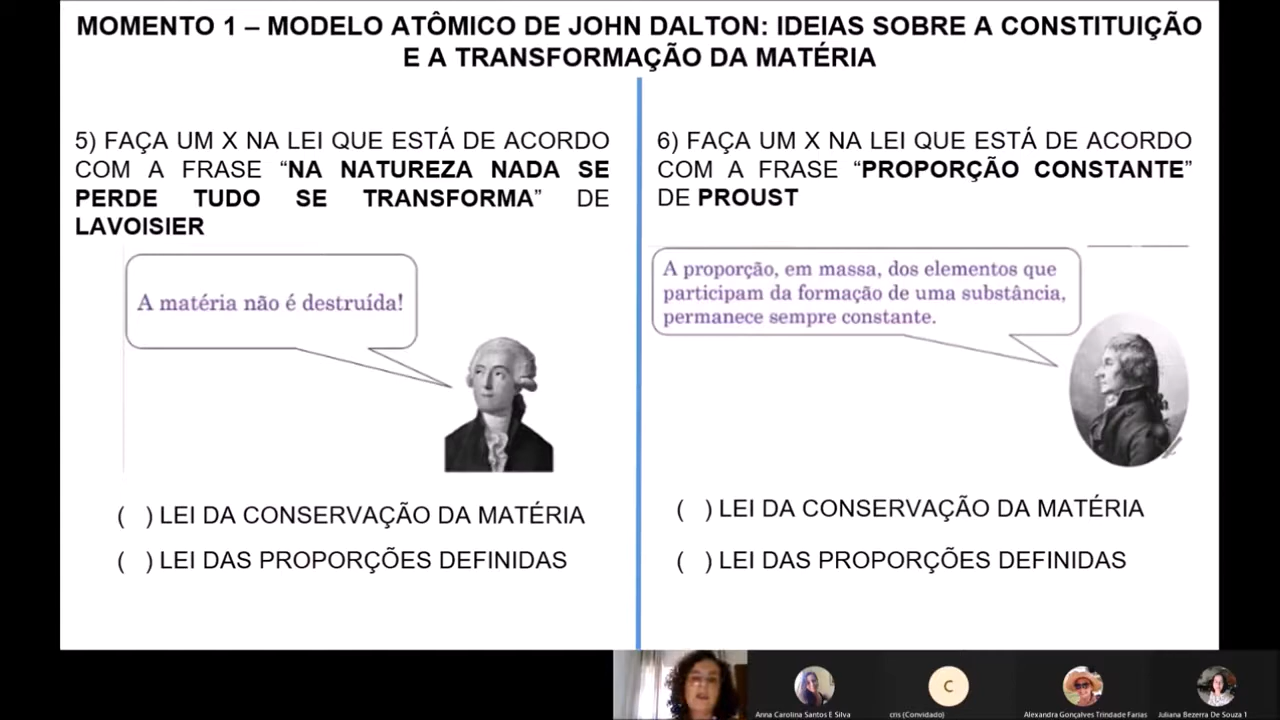 MOMENTO 1 – MODELO ATÔMICO DE JOHN DALTON: IDEIAS SOBRE A CONSTITUIÇÃO
E A TRANSFORMAÇÃO DA MATÉRIA
5) FAÇA UM X NA LEI QUE ESTÁ DE ACORDO
COM A FRASE “NA NATUREZA NADA SE
PERDE TUDO SE TRANSFORMA” DE
LAVOISIER
A matéria não é destruída!
( ) LEI DA CONSERVAÇÃO DA MATÉRIA
( ) LEI DAS PROPORÇÕES DEFINIDAS
6) FAÇA UM X NA LEI QUE ESTÁ DE ACORDO
COM A FRASE “PROPORÇÃO CONSTANTE”
DE PROUST
A proporção, em massa, dos elementos que
participam da formação de uma substância,
permanece sempre constante.
( ) LEI DA CONSERVAÇÃO DA MATÉRIA
( ) LEI DAS PROPORÇÕES DEFINIDAS
Anna Carolina Santos E Silva
C
cris (Convidado)
Alexandra Gonçalves Trindade Farias
Juliana Bezerra De Souza 1